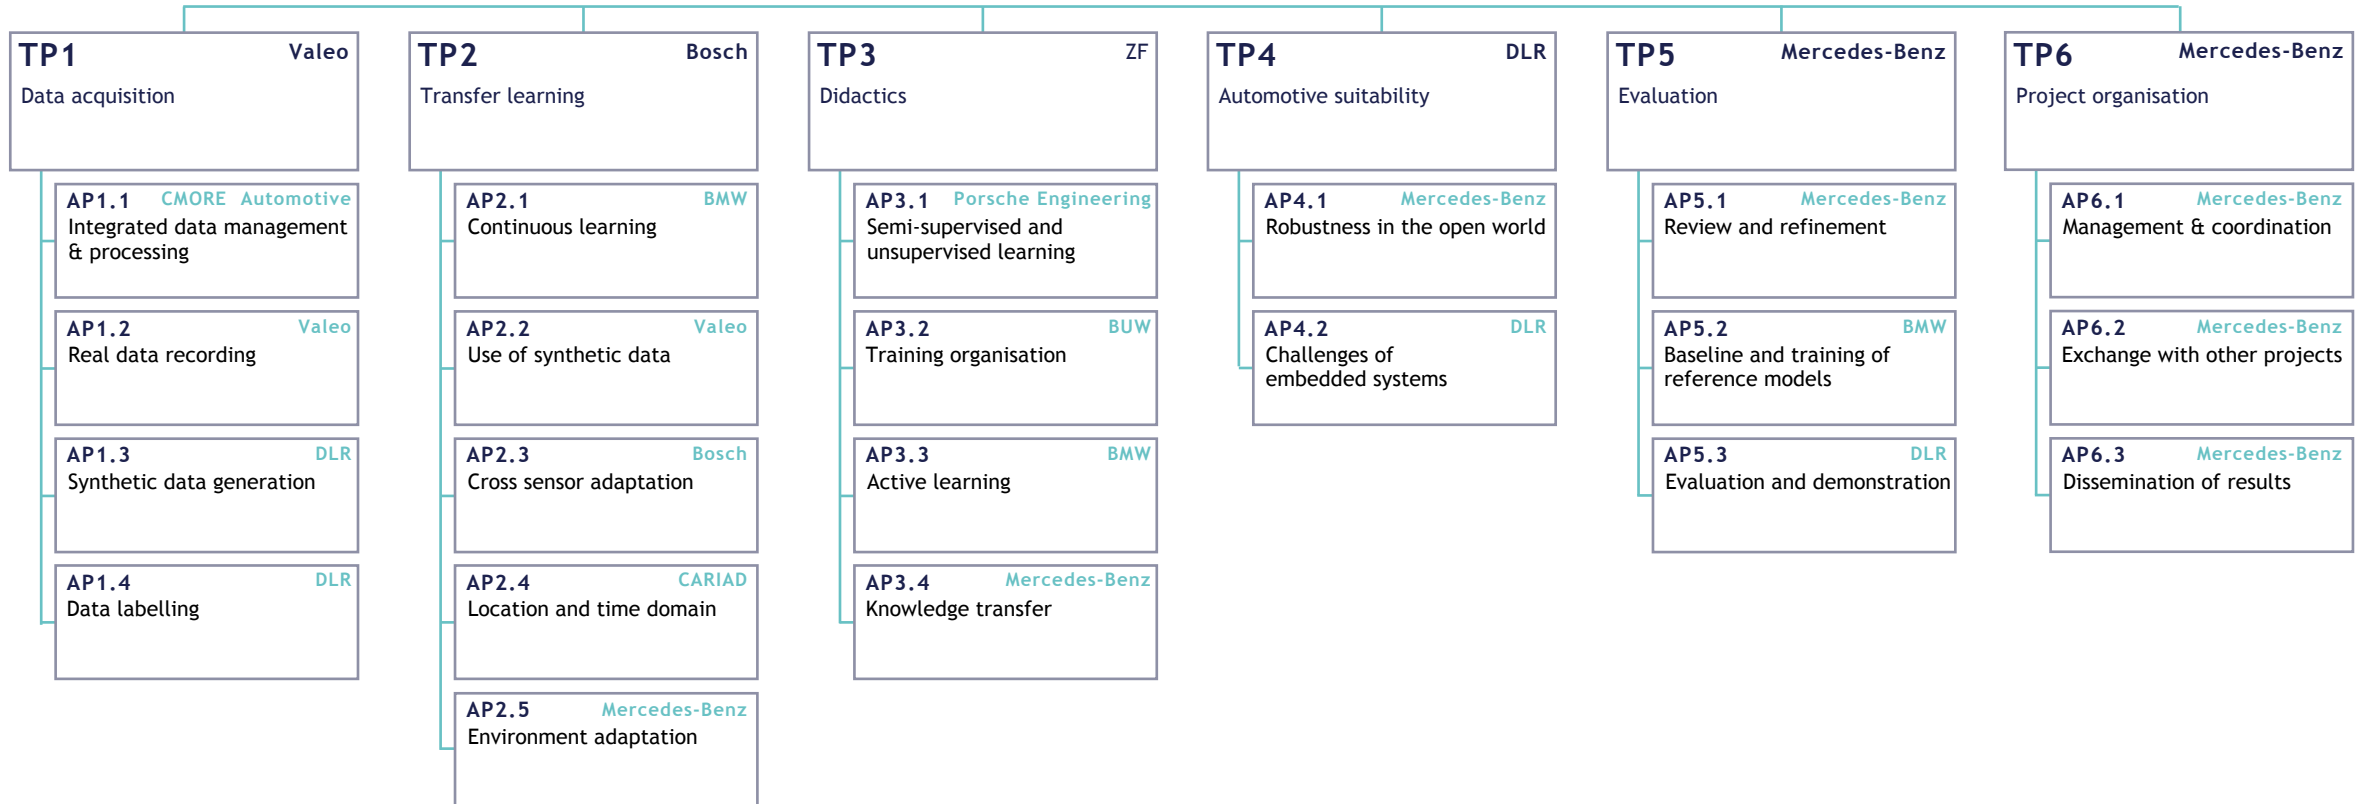 TP1 Valeo
Data acquisition
AP1.1 CMORE Automotive
Integrated data management
& processing
AP1.2 Valeo
Real data recording
AP1.3 DLR
Synthetic data generation
AP1.4 DLR
Data labelling
TP2 Bosch
Transfer learning
AP2.1 BMW
Continuous learning
AP2.2 Valeo
Use of synthetic data
AP2.3 Bosch
Cross sensor adaptation
AP2.4 CARIAD
Location and time domain
AP2.5 Mercedes-Benz
Environment adaptation
TP3 ZF
Didactics
AP3.1 Porsche Engineering
Semi-supervised and
unsupervised learning
AP3.2 BUW
Training organisation
AP3.3 BMW
Active learning
AP3.4 Mercedes-Benz
Knowledge transfer
TP4 DLR
Automotive suitability
AP4.1 Mercedes-Benz
Robustness in the open world
AP4.2 DLR
Challenges of
embedded systems
TP5 Mercedes-Benz
Evaluation
AP5.1 Mercedes-Benz
Review and refinement
AP5.2 BMW
Baseline and training of
reference models
AP5.3 DLR
Evaluation and demonstration
TP6 Mercedes-Benz
Project organisation
AP6.1 Mercedes-Benz
Management & coordination
AP6.2 Mercedes-Benz
Exchange with other projects
AP6.3 Mercedes-Benz
Dissemination of results